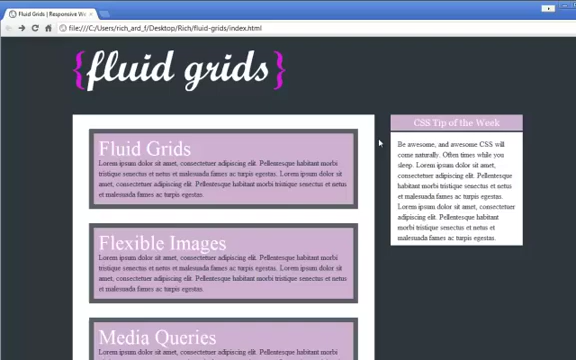 Fluid Grids | Responsive We
file:///C:/Users/rich_ard_f/Desktop/Rich/fluid-grids/index.html
{fluid grids}
Fluid Grids
Lorem ipsum dolor sit amet, consectetuer adipiscing elit. Pellentesque habitant morbi
tristique senectus et netus et malesuada fames ac turpis egestas. Lorem ipsum dolor
sit amet, consectetuer adipiscing elit. Pellentesque habitant morbi tristique senectus et netus
et malesuada fames ac turpis egestas.
Flexible Images
Lorem ipsum dolor sit amet, consectetuer adipiscing elit. Pellentesque habitant morbi
tristique senectus et netus et malesuada fames ac turpis egestas. Lorem ipsum dolor
sit amet, consectetuer adipiscing elit. Pellentesque habitant morbi tristique senectus et netus
et malesuada fames ac turpis egestas.
Media Queries
Lorem ipsum dolor sit amet, consectetuer adipiscing elit. Pellentesque habitant morbi
CSS Tip of the Week
Be awesome, and awesome CSS will
come naturally. Often times while you
sleep. Lorem ipsum dolor sit amet,
consectetuer adipiscing elit.
Pellentesque habitant morbi tristique
senectus et netus et malesuada
fames ac turpis egestas. Lorem
ipsum dolor sit amet, consectetuer
adipiscing elit. Pellentesque habitant
morbi tristique senectus et netus et
malesuada fames ac turpis egestas.